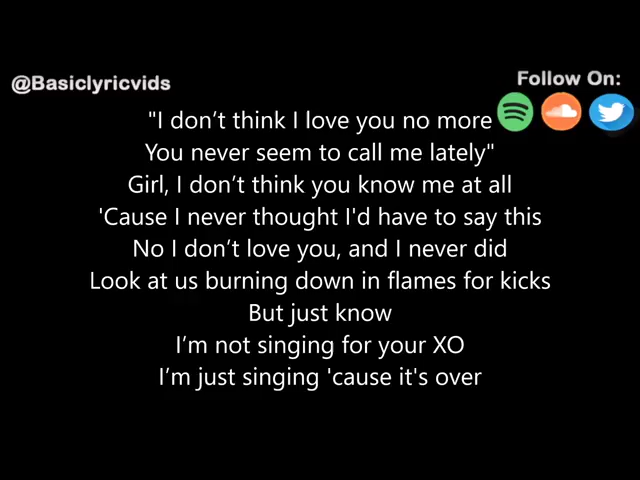 @Basiclyricvids
Follow On:
"I don’t think I love you no more
You never seem to call me lately"
Girl, I don’t think you know me at all
'Cause I never thought I'd have to say this
No I don’t love you, and I never did
Look at us burning down in flames for kicks
But just know
I’m not singing for your XO
I’m just singing 'cause it's over